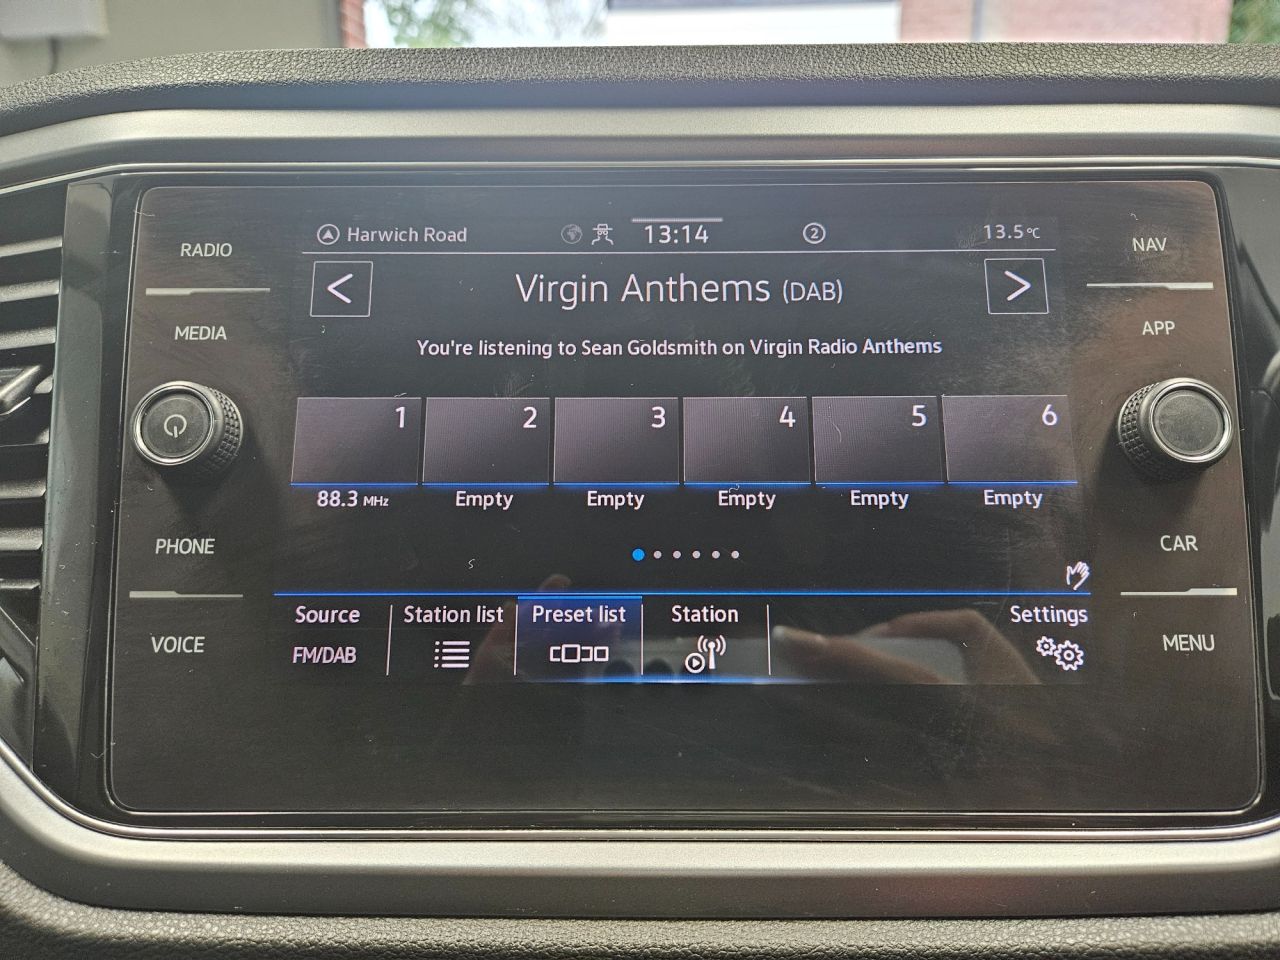 RADIO
MEDIA
PHONE
VOICE
Harwich Road
13:14
2
13.5°C
< Virgin Anthems (DAB) >
You're listening to Sean Goldsmith on Virgin Radio Anthems
1 2 3 4 5 6
88.3 MHz Empty Empty Empty Empty Empty
Source Station list Preset list Station Settings
FM/DAB
NAV
APP
CAR
MENU